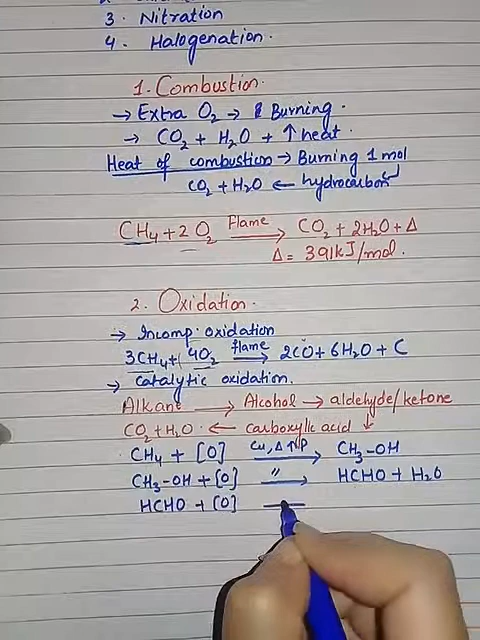 3. Nitration
4. Halogenation.
1. Combustion.
→ Extra O₂ → Burning.
→ CO₂ + H₂O + ↑ heat.
Heat of combustion → Burning 1 mol
CO₂ + H₂O ← hydrocarbon
CH₄ + 2 O₂ Flame → CO₂ + 2H₂O + Δ
Δ = 391kJ/mol.
2. Oxidation.
→ Incomp. oxidation
3CH₄ + 4O₂ flame → 2CO + 6H₂O + C
→ Catalytic oxidation.
Alkane → Alcohol → aldehyde/ketone
CO₂ + H₂O ← carboxylic acid ↓
CH₄ + [O] Cu, Δ ↑P → CH₃-OH
CH₃-OH + [O] " → HCHO + H₂O
HCHO + [O] —